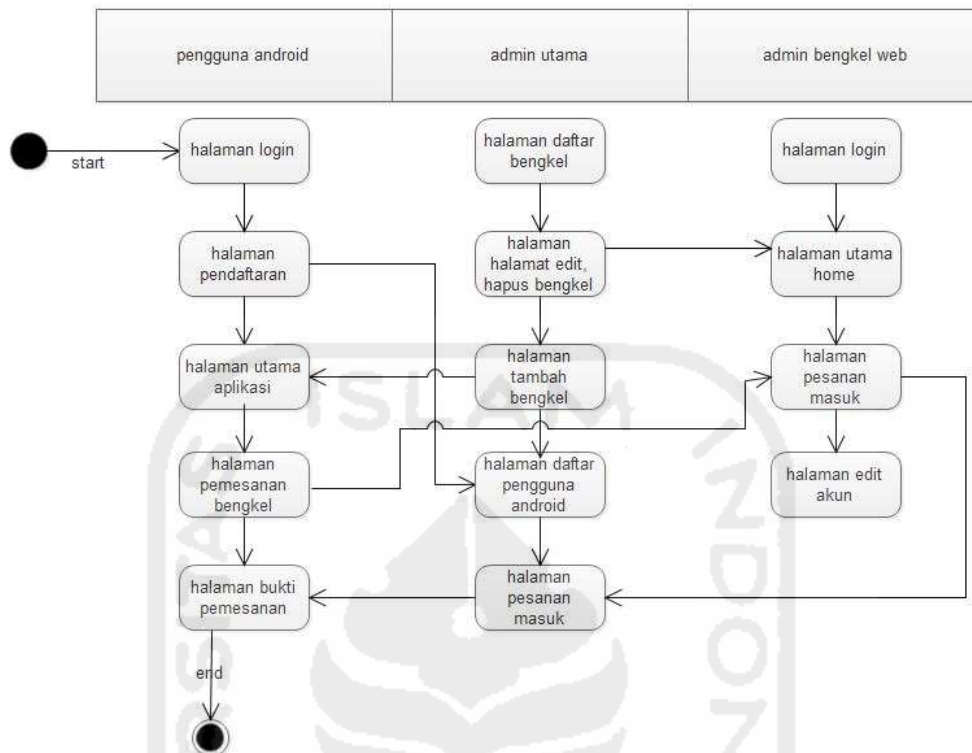 pengguna android
admin utama
admin bengkel web
start
halaman login
halaman daftar
bengkel
halaman login
halaman
pendaftaran
halaman
halamat edit,
hapus bengkel
halaman utama
home
halaman utama
aplikasi
halaman
tambah
bengkel
halaman
pesanan
masuk
halaman
pemesanan
bengkel
halaman daftar
pengguna
android
halaman edit
akun
halaman bukti
pemesanan
halaman
pesanan
masuk
end
ISLAM